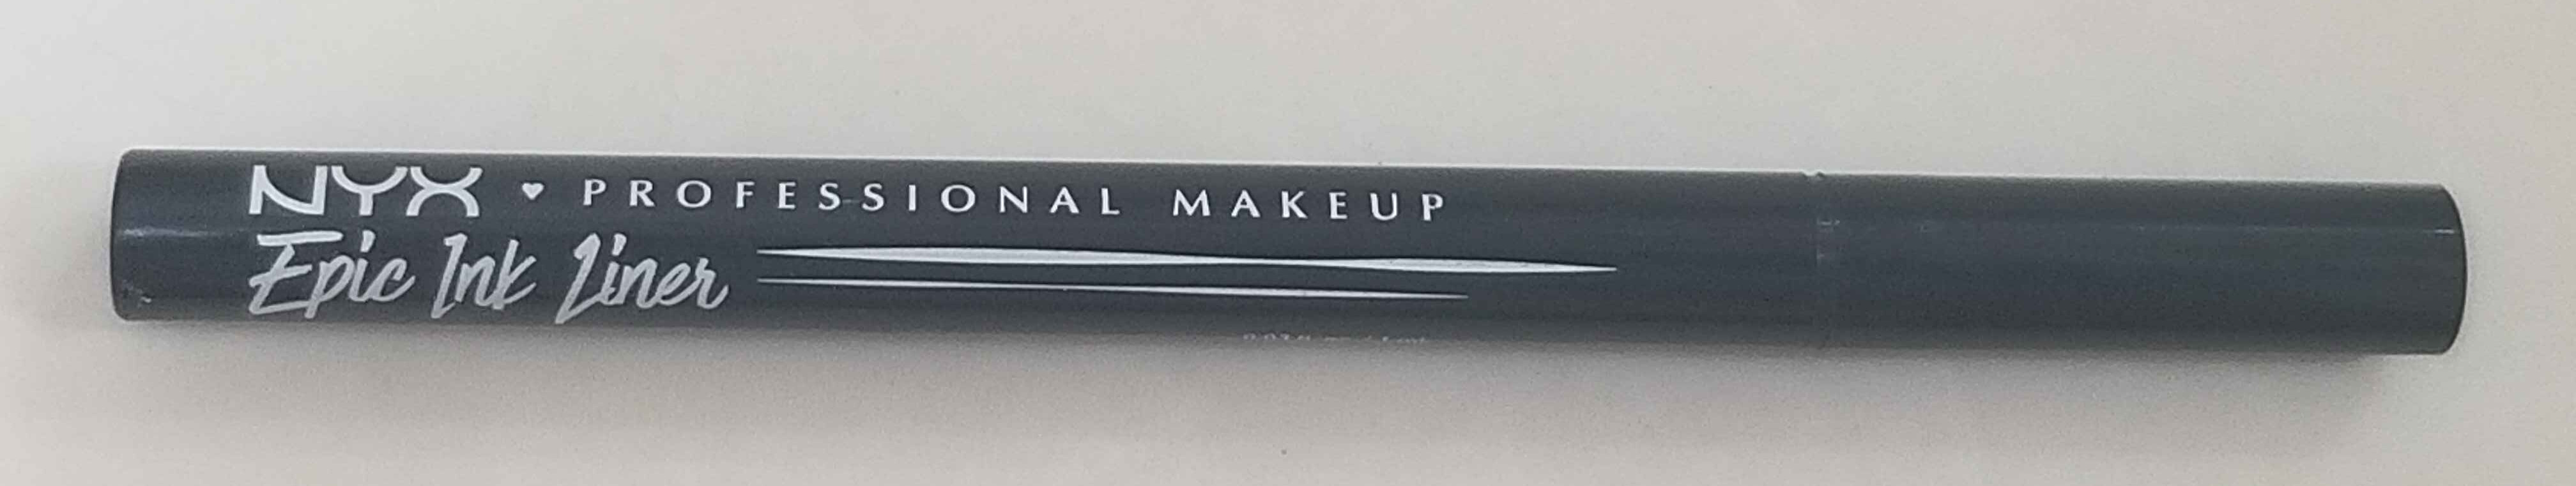 NYX ♥ PROFESSIONAL MAKEUP
Epic Ink Liner